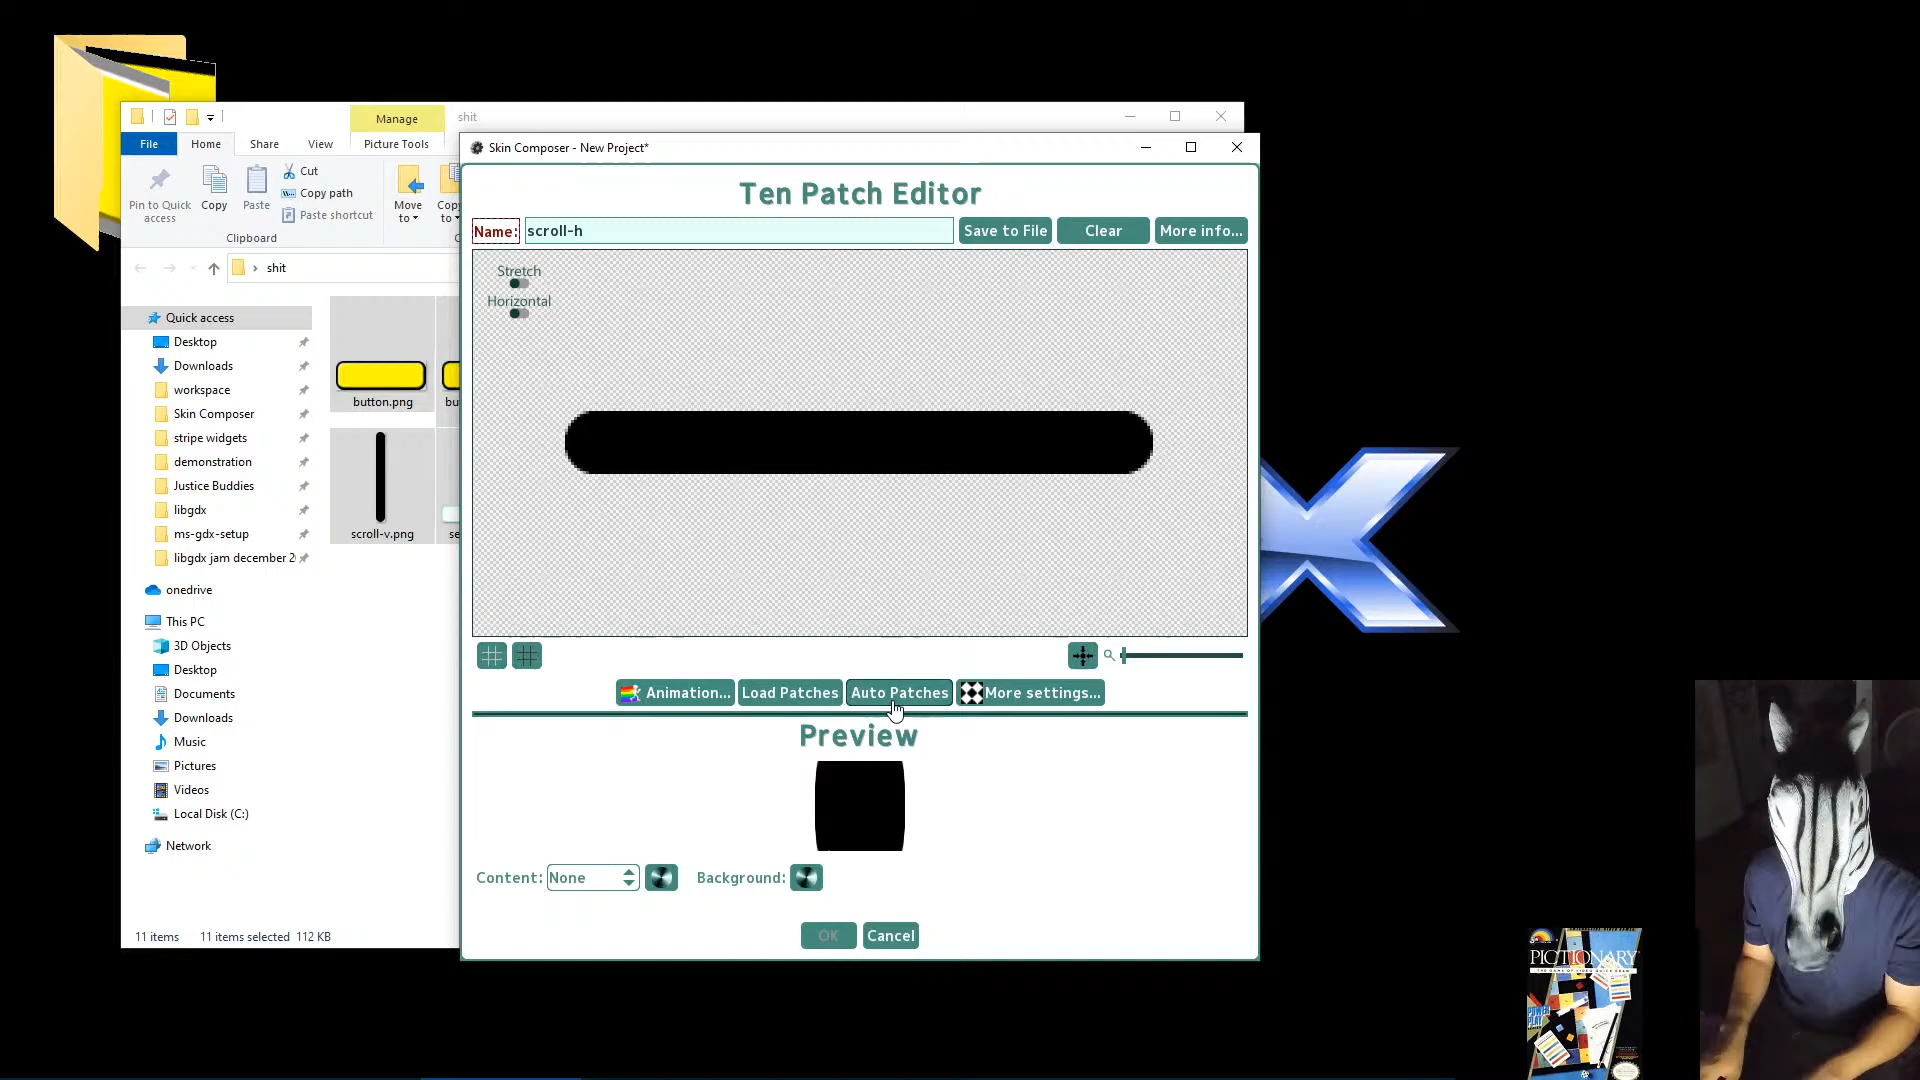 Manage
shit
File
Home
Share
View
Picture Tools
Pin to Quick access
Copy
Paste
Cut
Copy path
Paste shortcut
Move to
Clipboard
shit
Quick access
Desktop
Downloads
workspace
Skin Composer
stripe widgets
demonstration
Justice Buddies
libgdx
ms-gdx-setup
libgdx jam december 2
onedrive
This PC
3D Objects
Desktop
Documents
Downloads
Music
Pictures
Videos
Local Disk (C:)
Network
button.png
bu
scroll-v.png
se
11 items
11 items selected 112 KB
Skin Composer - New Project*
Ten Patch Editor
Name:
scroll-h
Save to File
Clear
More info...
Stretch
Horizontal
Animation...
Load Patches
Auto Patches
More settings...
Preview
Content:
None
Background:
OK
Cancel
PICTIONARY